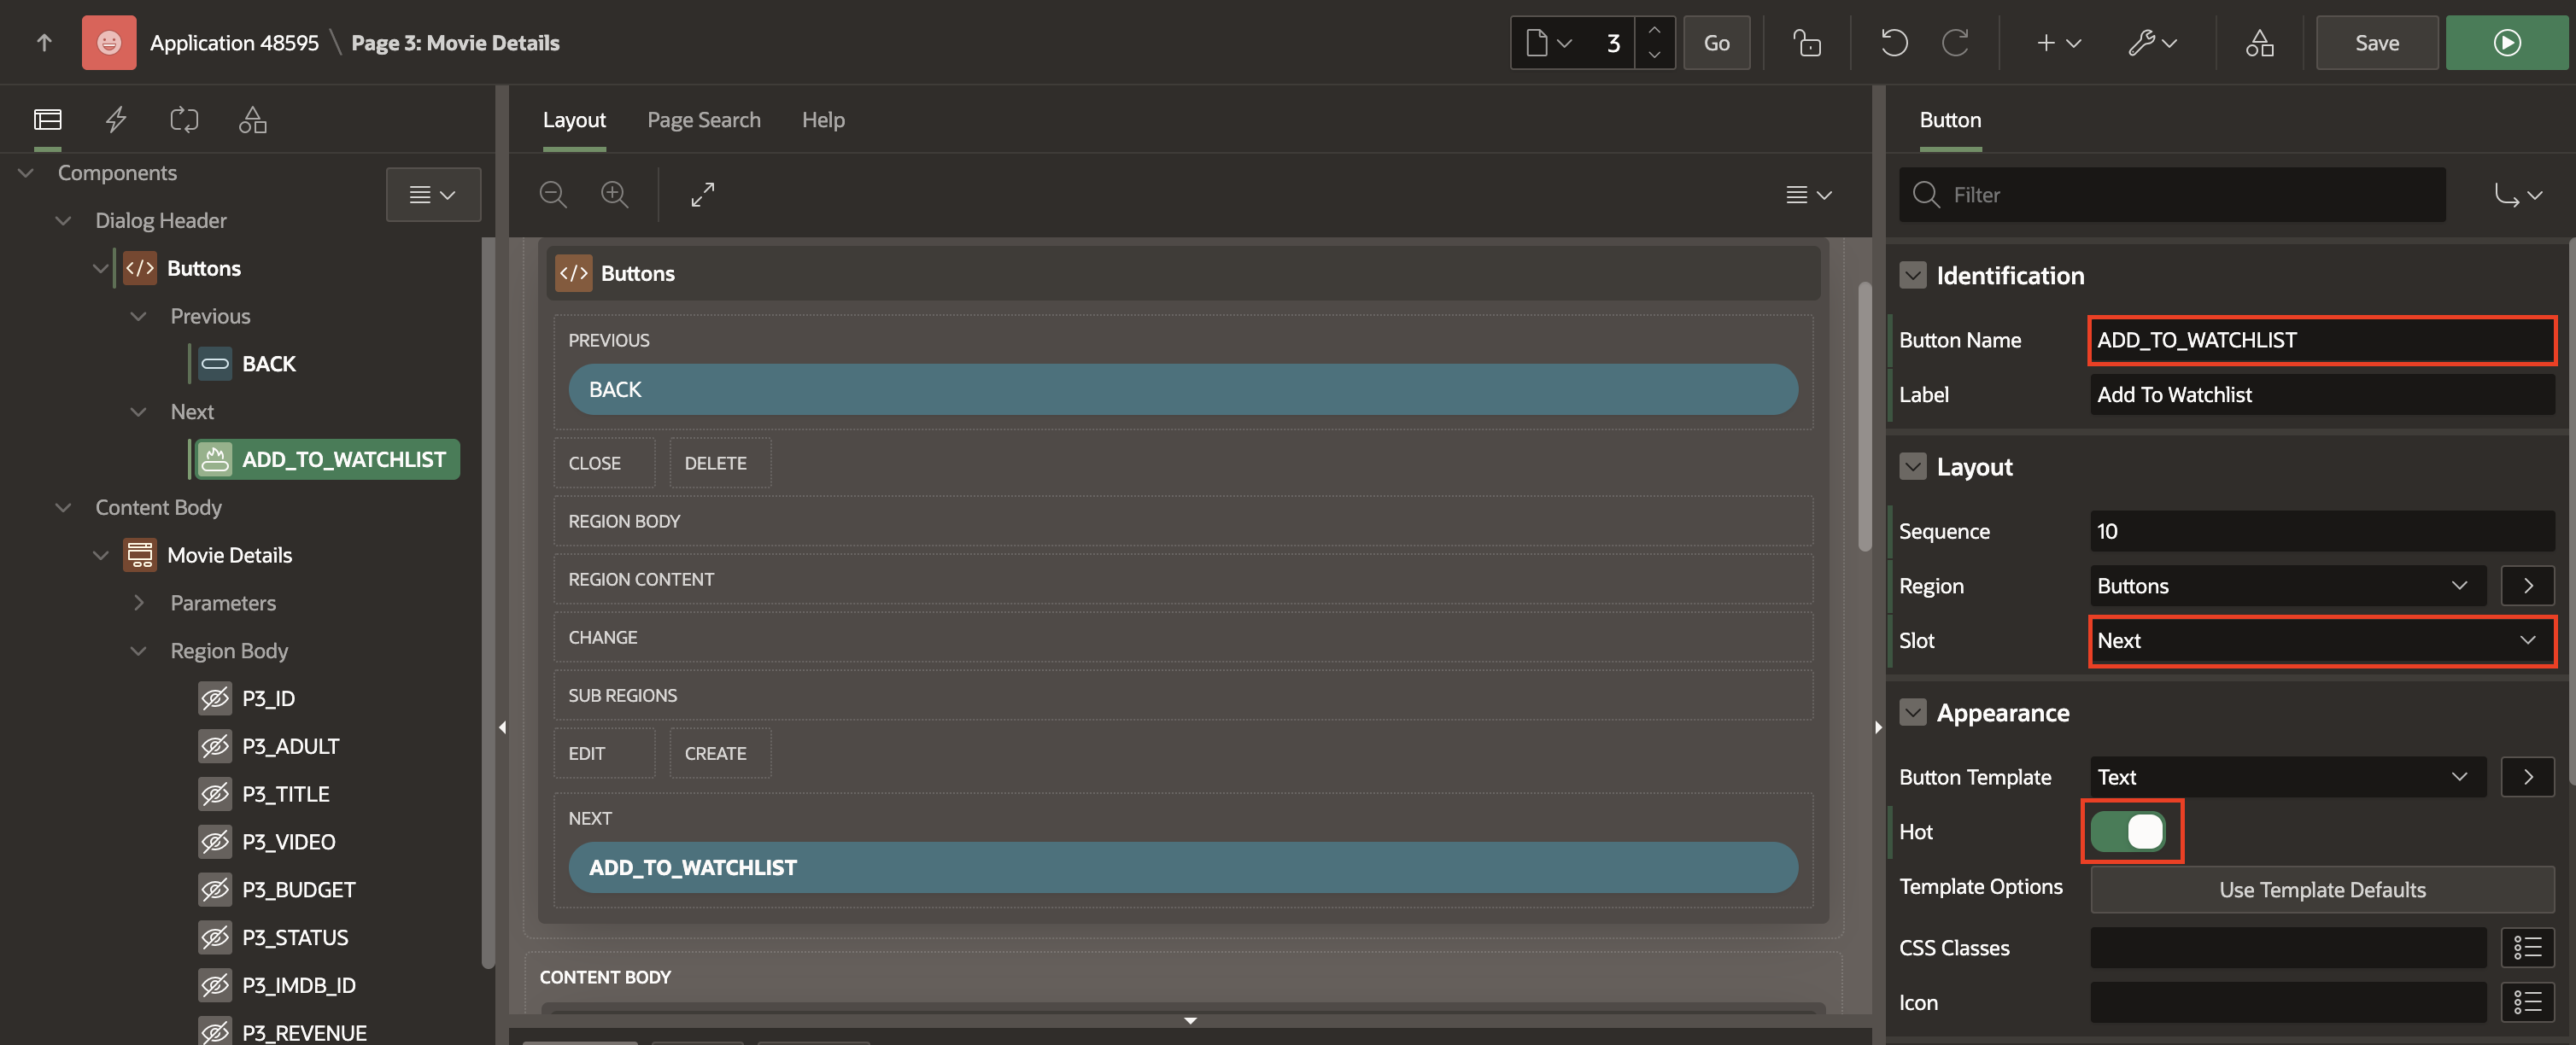 Application 48595 \ Page 3: Movie Details
3
Go
Save
Components
Dialog Header
Buttons
Previous
BACK
Next
ADD_TO_WATCHLIST
Content Body
Movie Details
Parameters
Region Body
P3_ID
P3_ADULT
P3_TITLE
P3_VIDEO
P3_BUDGET
P3_STATUS
P3_IMDB_ID
P3_REVENUE
Layout Page Search Help
Buttons
PREVIOUS
BACK
CLOSE DELETE
REGION BODY
REGION CONTENT
CHANGE
SUB REGIONS
EDIT CREATE
NEXT
ADD_TO_WATCHLIST
CONTENT BODY
Button
Filter
Identification
Button Name ADD_TO_WATCHLIST
Label Add To Watchlist
Layout
Sequence 10
Region Buttons
Slot Next
Appearance
Button Template Text
Hot
Template Options Use Template Defaults
CSS Classes
Icon